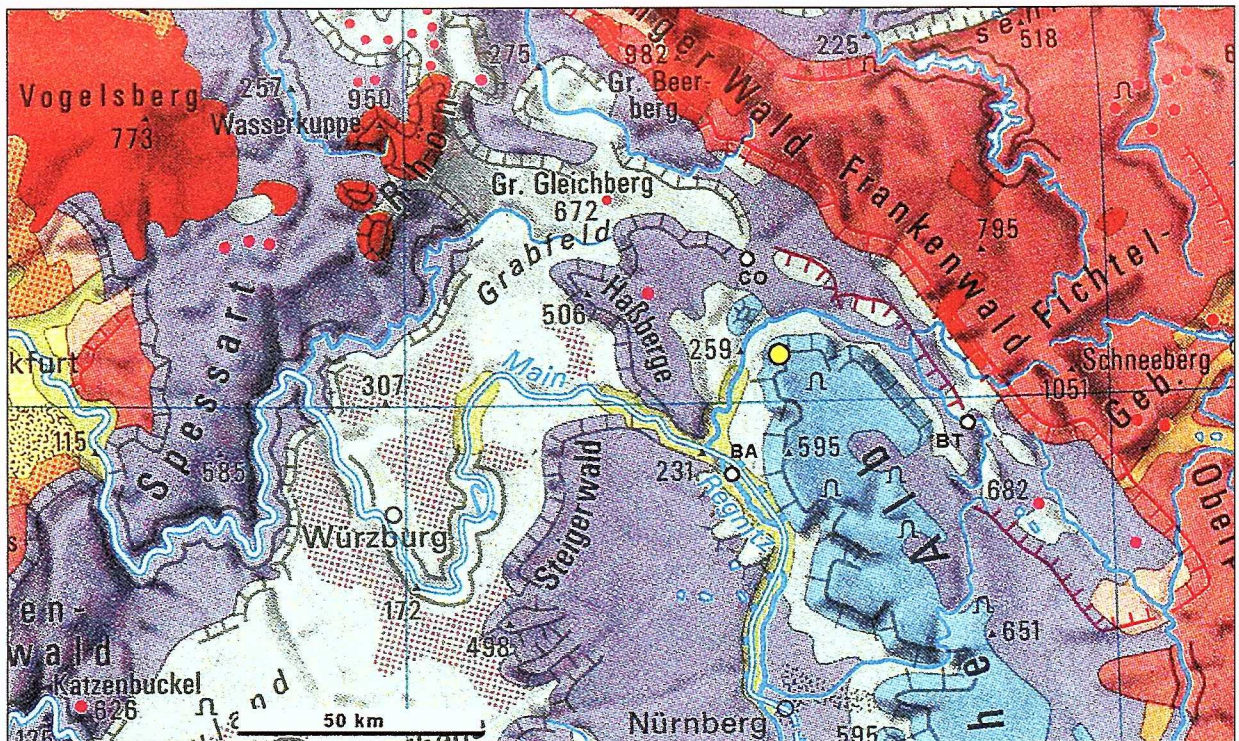 982
225
518
275
Vogelsberg
773
257
950
Wasserkuppe
Rhön
Gr. Beer-
berg
Gr. Gleichberg
672
Grabfeld
Haßberge
506
CO
Frankenwald
795
Fichtel-
Geb.
Schneeberg
1051
kfurt
115
Spessart
585
307
Main
259
595
231
BA
Regnitz
BT
682
Alb
Würzburg
172
Steigerwald
498
651
en-
wald
Katzenbuckel
626
50 km
Nürnberg
595